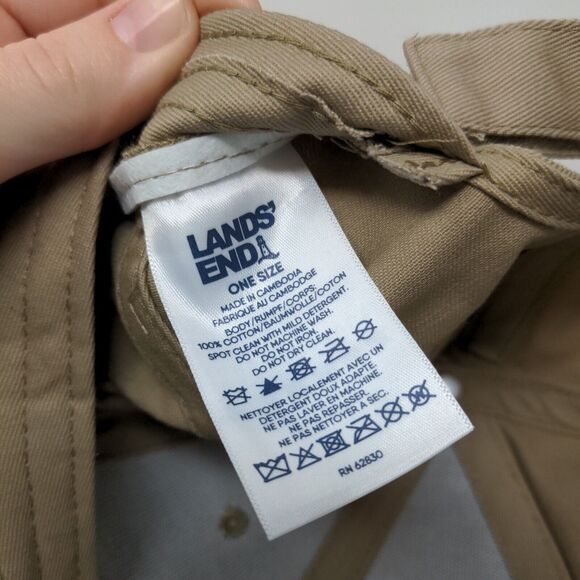 LANDS'
END
ONE SIZE
MADE IN CAMBODIA
FABRIQUE AU CAMBODGE
BODY/RUMPF/CORPS:
100% COTTON/BAUMWOLLE/COTON
SPOT CLEAN WITH MILD DETERGENT.
DO NOT MACHINE WASH.
DO NOT IRON.
DO NOT DRY CLEAN.
NETTOYER LOCALEMENT AVEC UN
DETERGENT DOUX ADAPTE.
NE PAS LAVER EN MACHINE.
NE PAS REPASSER.
NE PAS NETTOYER A SEC.
RN 62830